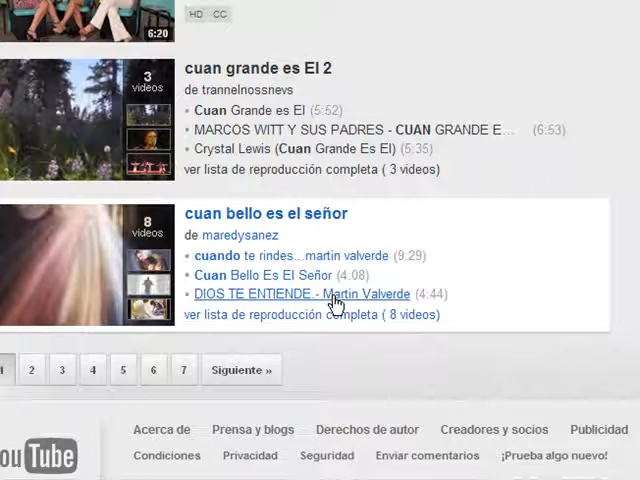 6:20
HD CC
cuan grande es El 2
3 videos
de trannelnossnevs
• Cuan Grande es El (5:52)
• MARCOS WITT Y SUS PADRES - CUAN GRANDE E... (6:53)
• Crystal Lewis (Cuan Grande Es El) (5:35)
ver lista de reproducción completa ( 3 videos)
cuan bello es el señor
8 videos
de maredysanez
• cuando te rindes...martin valverde (9:29)
• Cuan Bello Es El Señor (4:08)
• DIOS TE ENTIENDE - Martin Valverde (4:44)
ver lista de reproducción completa ( 8 videos)
1 2 3 4 5 6 7 Siguiente »
Acerca de Prensa y blogs Derechos de autor Creadores y socios Publicidad
ouTube
Condiciones Privacidad Seguridad Enviar comentarios ¡Prueba algo nuevo!